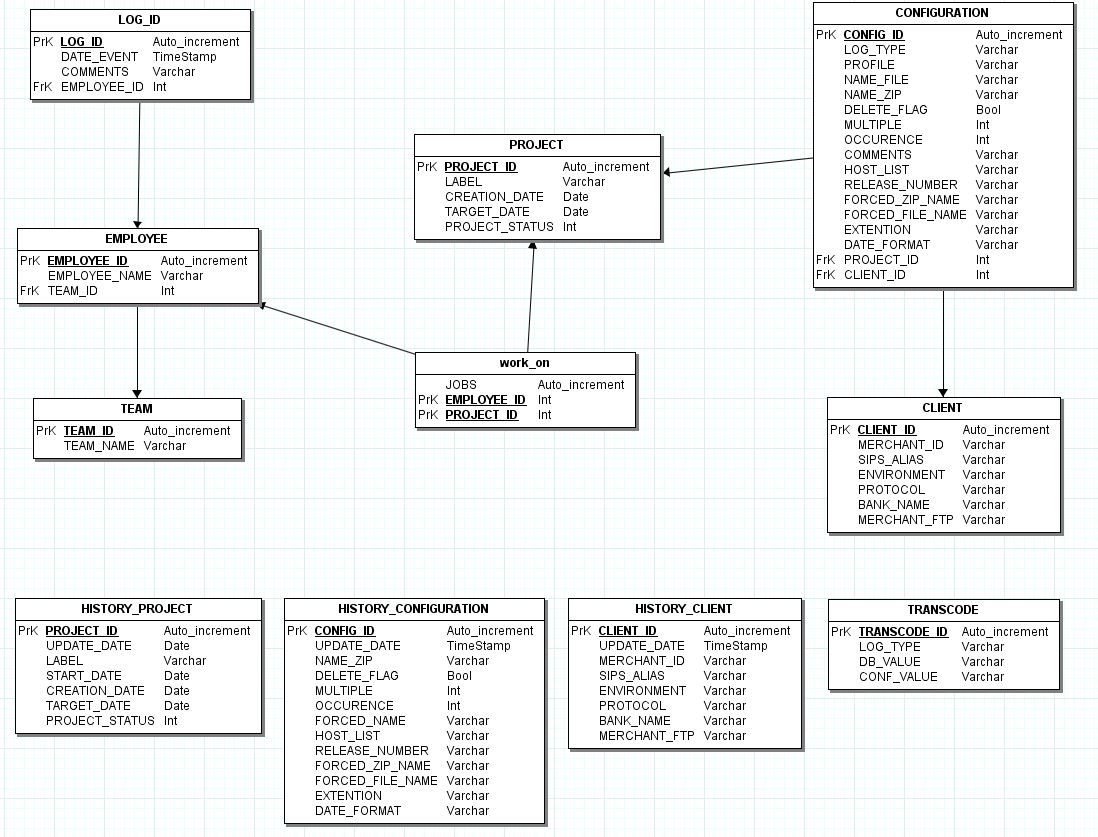 LOG_ID
PrK LOG_ID Auto_increment
DATE_EVENT TimeStamp
COMMENTS Varchar
FrK EMPLOYEE_ID Int
CONFIGURATION
PrK CONFIG_ID Auto_increment
LOG_TYPE Varchar
PROFILE Varchar
NAME_FILE Varchar
NAME_ZIP Varchar
DELETE_FLAG Bool
MULTIPLE Int
OCCURENCE Int
COMMENTS Varchar
HOST_LIST Varchar
RELEASE_NUMBER Varchar
FORCED_ZIP_NAME Varchar
FORCED_FILE_NAME Varchar
EXTENTION Varchar
DATE_FORMAT Varchar
FrK PROJECT_ID Int
FrK CLIENT_ID Int
PROJECT
PrK PROJECT_ID Auto_increment
LABEL Varchar
CREATION_DATE Date
TARGET_DATE Date
PROJECT_STATUS Int
EMPLOYEE
PrK EMPLOYEE_ID Auto_increment
EMPLOYEE_NAME Varchar
FrK TEAM_ID Int
work_on
JOBS Auto_increment
PrK EMPLOYEE_ID Int
PrK PROJECT_ID Int
TEAM
PrK TEAM_ID Auto_increment
TEAM_NAME Varchar
CLIENT
PrK CLIENT_ID Auto_increment
MERCHANT_ID Varchar
SIPS_ALIAS Varchar
ENVIRONMENT Varchar
PROTOCOL Varchar
BANK_NAME Varchar
MERCHANT_FTP Varchar
HISTORY_PROJECT
PrK PROJECT_ID Auto_increment
UPDATE_DATE Date
LABEL Varchar
START_DATE Date
CREATION_DATE Date
TARGET_DATE Date
PROJECT_STATUS Int
HISTORY_CONFIGURATION
PrK CONFIG_ID Auto_increment
UPDATE_DATE TimeStamp
NAME_ZIP Varchar
DELETE_FLAG Bool
MULTIPLE Int
OCCURENCE Int
FORCED_NAME Varchar
HOST_LIST Varchar
RELEASE_NUMBER Varchar
FORCED_ZIP_NAME Varchar
FORCED_FILE_NAME Varchar
EXTENTION Varchar
DATE_FORMAT Varchar
HISTORY_CLIENT
PrK CLIENT_ID Auto_increment
UPDATE_DATE TimeStamp
MERCHANT_ID Varchar
SIPS_ALIAS Varchar
ENVIRONMENT Varchar
PROTOCOL Varchar
BANK_NAME Varchar
MERCHANT_FTP Varchar
TRANSCODE
PrK TRANSCODE_ID Auto_increment
LOG_TYPE Varchar
DB_VALUE Varchar
CONF_VALUE Varchar